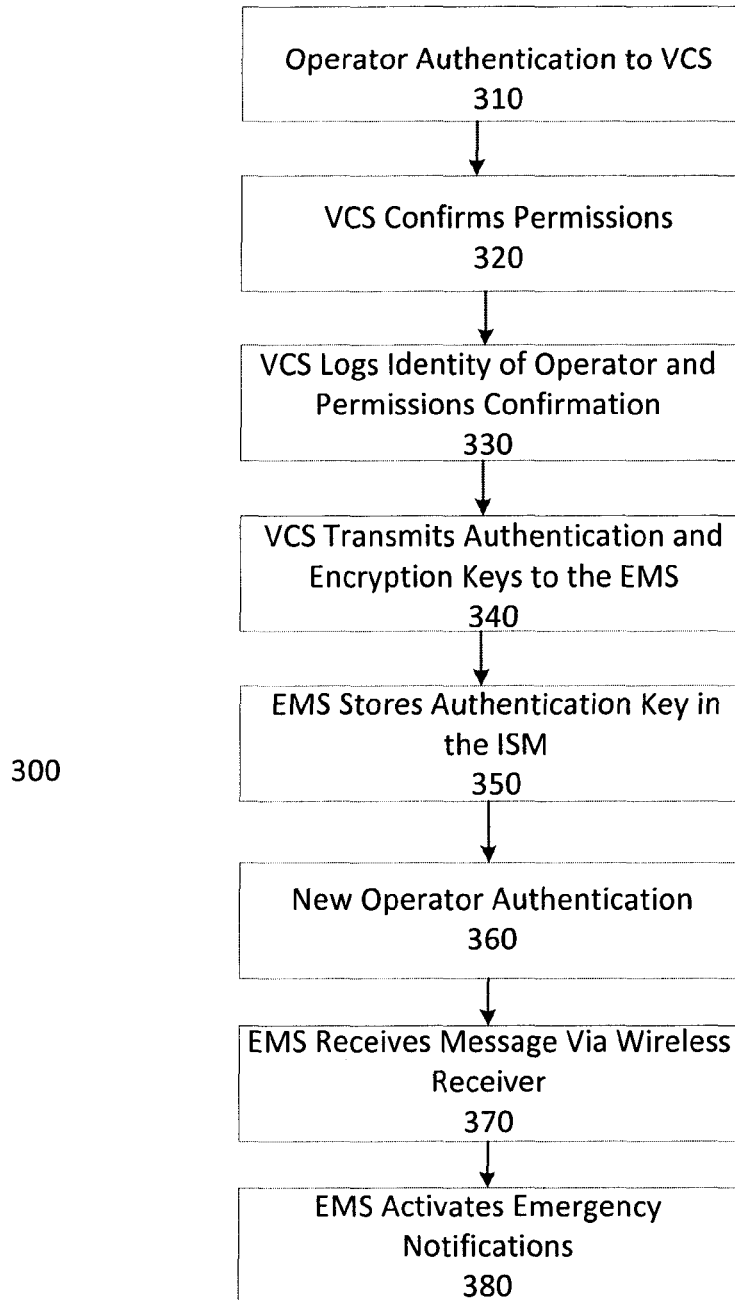 Operator Authentication to VCS
310
VCS Confirms Permissions
320
VCS Logs Identity of Operator and
Permissions Confirmation
330
VCS Transmits Authentication and
Encryption Keys to the EMS
340
EMS Stores Authentication Key in
the ISM
350
300
New Operator Authentication
360
EMS Receives Message Via Wireless
Receiver
370
EMS Activates Emergency
Notifications
380